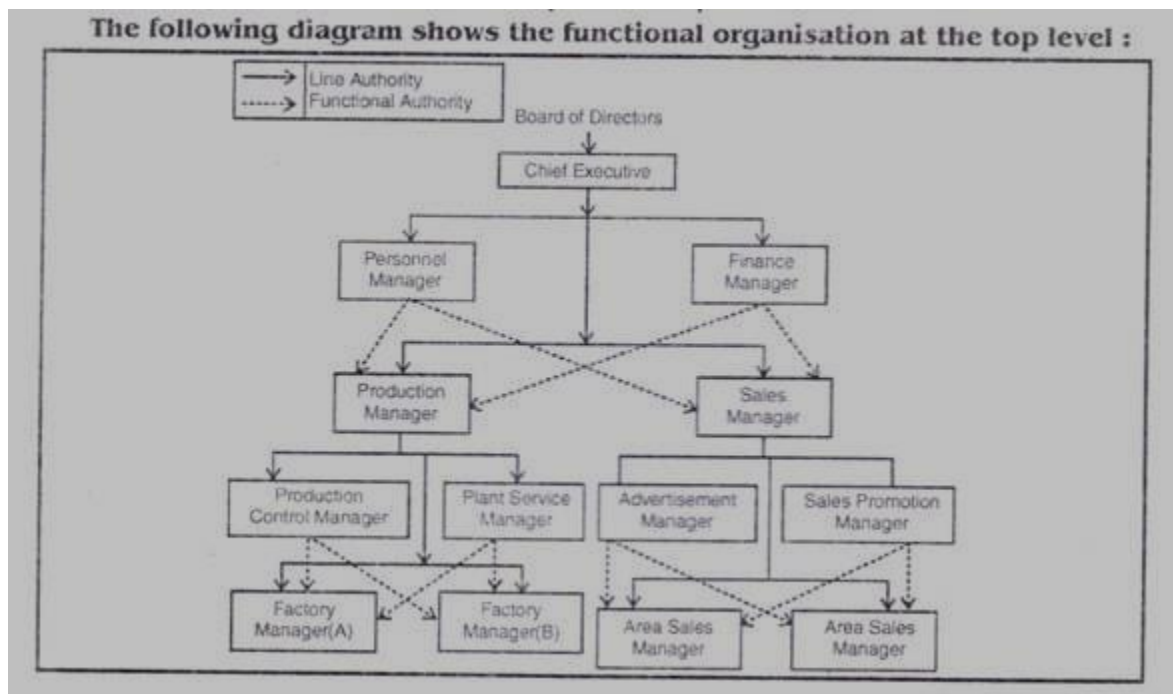 The following diagram shows the functional organisation at the top level :
Line Authority
Functional Authority
Board of Directors
Chief Executive
Personnel
Manager
Finance
Manager
Production
Manager
Sales
Manager
Production
Control Manager
Plant Service
Manager
Advertisement
Manager
Sales Promotion
Manager
Factory
Manager(A)
Factory
Manager(B)
Area Sales
Manager
Area Sales
Manager